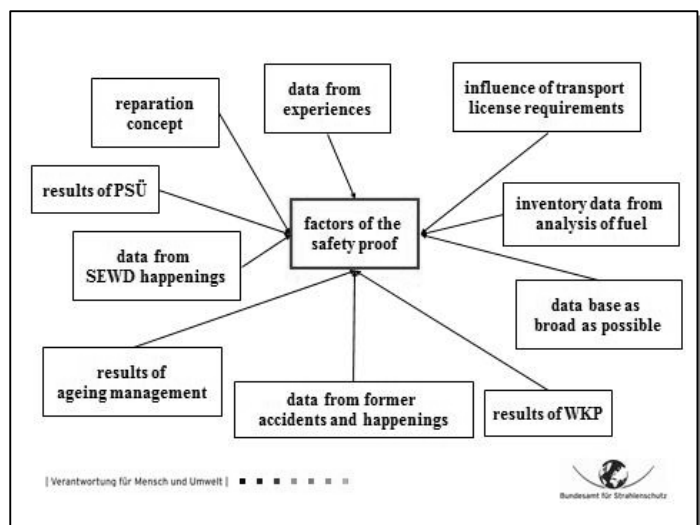 reparation
concept
data from
experiences
influence of transport
license requirements
results of PSÜ
factors of the
safety proof
inventory data from
analysis of fuel
data from
SEWD happenings
data base as
broad as possible
results of
ageing management
data from former
accidents and happenings
results of WKP
| Verantwortung für Mensch und Umwelt |
Bundesamt für Strahlenschutz